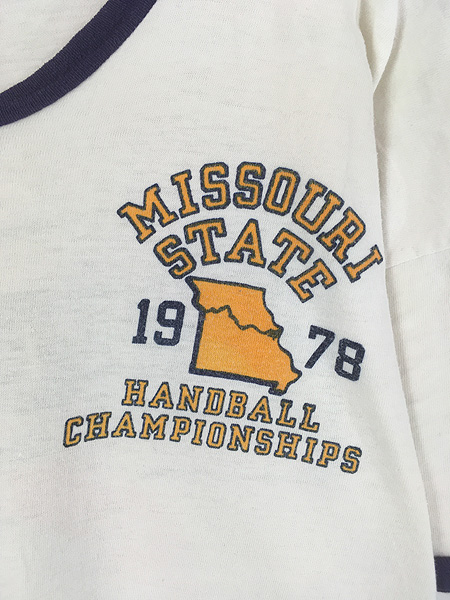 MISSOURI
STATE
19 78
HANDBALL
CHAMPIONSHIPS